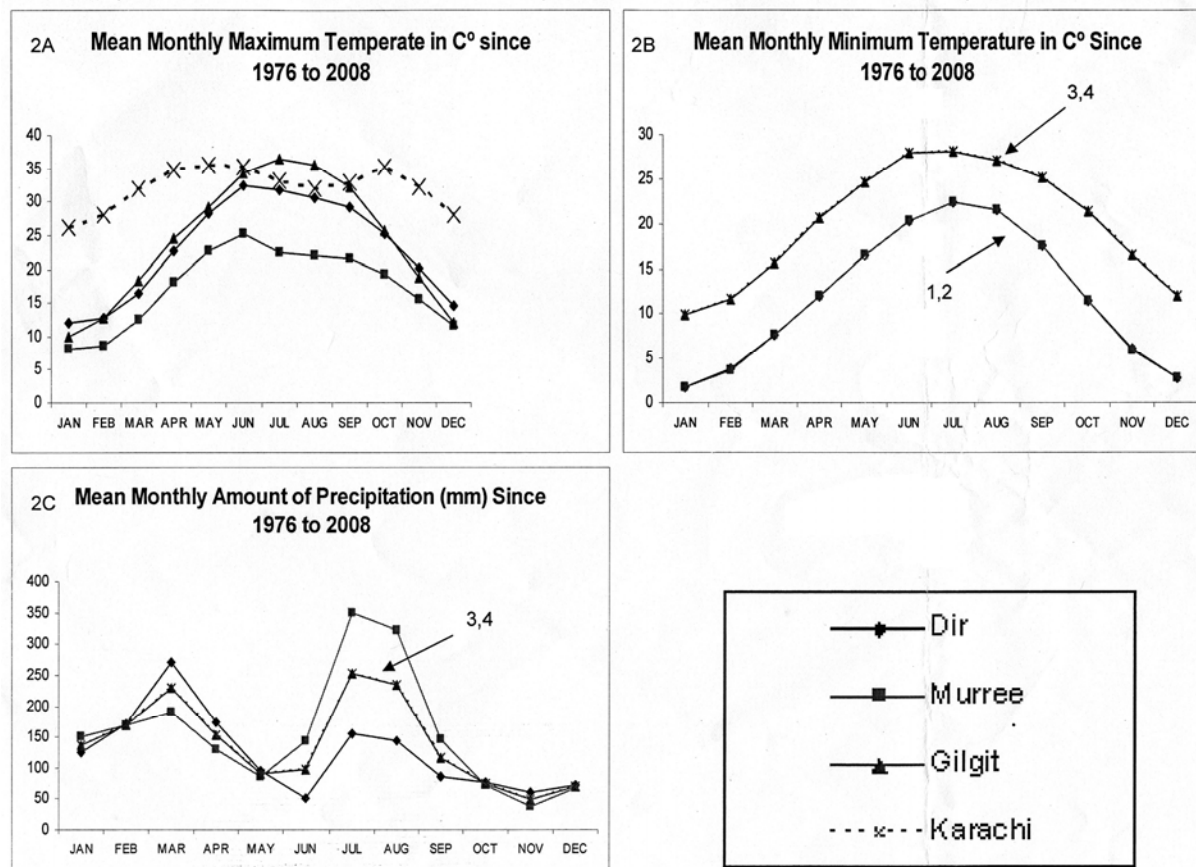 2A
Mean Monthly Maximum Temperate in Cº since
1976 to 2008
40
35
30
25
20
15
10
5
0
JAN FEB MAR APR MAY JUN JUL AUG SEP OCT NOV DEC
2B
Mean Monthly Minimum Temperature in Cº Since
1976 to 2008
3,4
30
25
20
15
10
5
0
1,2
JAN FEB MAR APR MAY JUN JUL AUG SEP OCT NOV DEC
2C
Mean Monthly Amount of Precipitation (mm) Since
1976 to 2008
400
350
300
250
200
150
100
50
0
3,4
JAN FEB MAR APR MAY JUN JUL AUG SEP OCT NOV DEC
Dir
Murree
Gilgit
Karachi